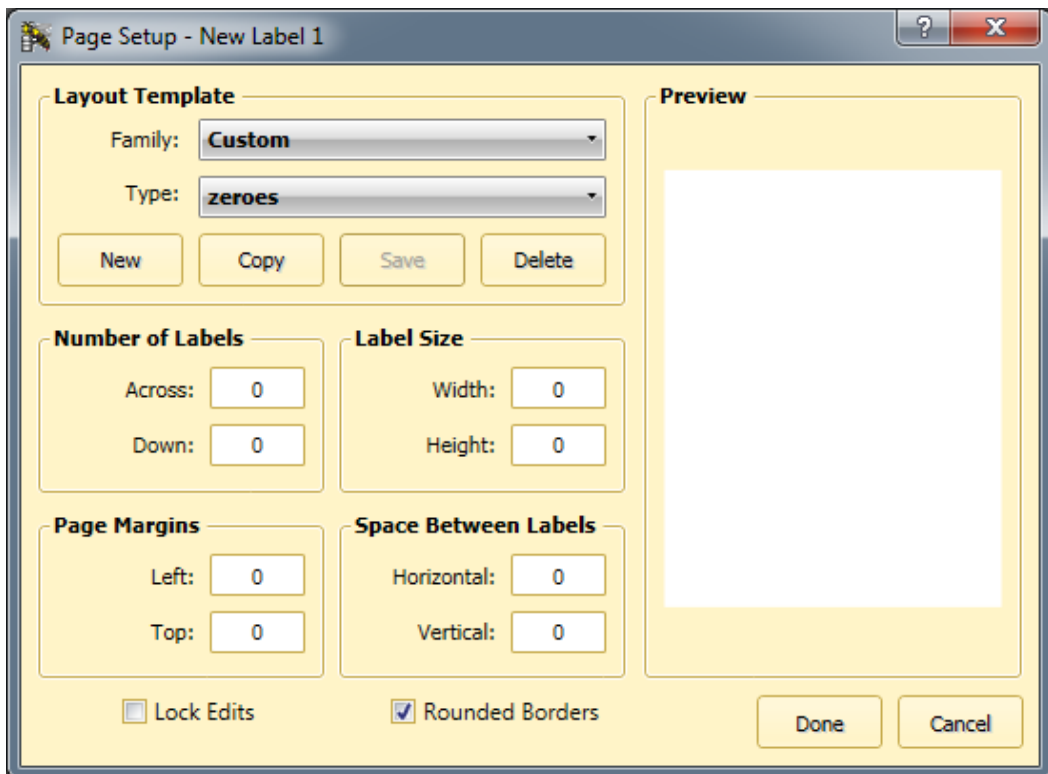 Page Setup - New Label 1
?
X
Layout Template
Family: Custom
Type: zeroes
New Copy Save Delete
Preview
Number of Labels
Across: 0
Down: 0
Label Size
Width: 0
Height: 0
Page Margins
Left: 0
Top: 0
Space Between Labels
Horizontal: 0
Vertical: 0
Lock Edits
Rounded Borders
Done Cancel